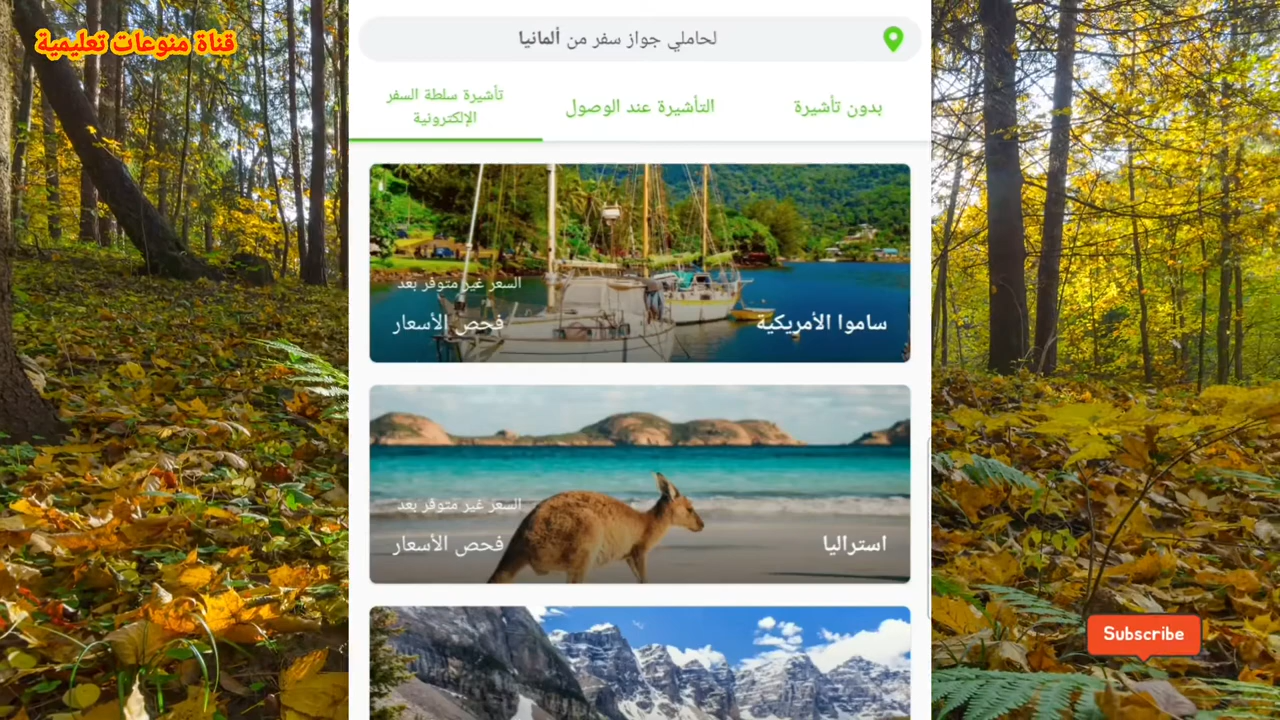 قناة منوعات تعليمية
لحاملي جواز سفر من ألمانيا
بدون تأشيرة
التأشيرة عند الوصول
تأشيرة سلطة السفر
الإلكترونية
السعر غير متوفر بعد
ساموا الأمريكية
فحص الأسعار
السعر غير متوفر بعد
استراليا
فحص الأسعار
Subscribe